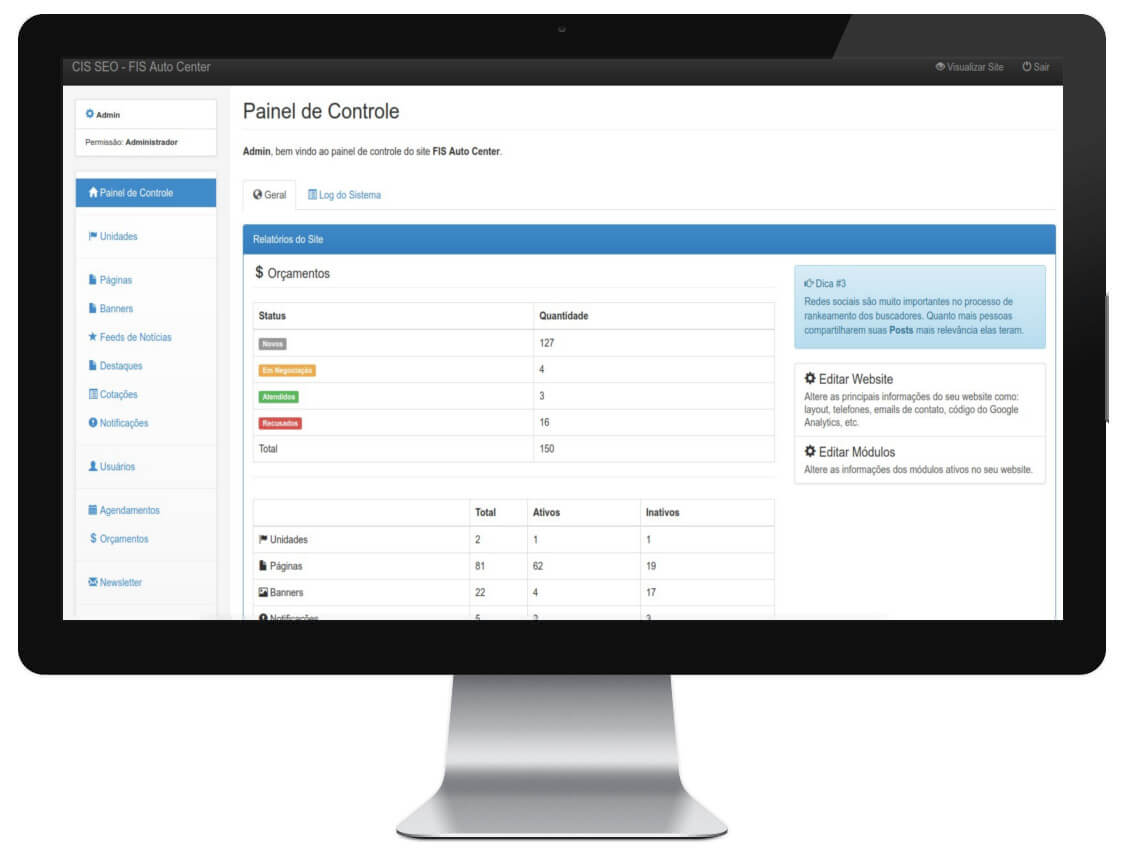 CIS SEO - FIS Auto Center
Visualizar Site Sair
Admin
Permissão: Administrador
Painel de Controle
Unidades
Páginas
Banners
Feeds de Notícias
Destaques
Cotações
Notificações
Usuários
Agendamentos
$ Orçamentos
Newsletter
Painel de Controle
Admin, bem vindo ao painel de controle do site FIS Auto Center.
Geral Log do Sistema
Relatórios do Site
$ Orçamentos
Status Quantidade
Novos 127
Em Negociação 4
Atendidos 3
Recusados 16
Total 150
Total Ativos Inativos
Unidades 2 1 1
Páginas 81 62 19
Banners 22 4 17
Notificações 5
Dica #3
Redes sociais são muito importantes no processo de
rankeamento dos buscadores. Quanto mais pessoas
compartilharem suas Posts mais relevância elas teram.
Editar Website
Altere as principais informações do seu website como:
layout, telefones, emails de contato, código do Google
Analytics, etc.
Editar Módulos
Altere as informações dos módulos ativos no seu website.